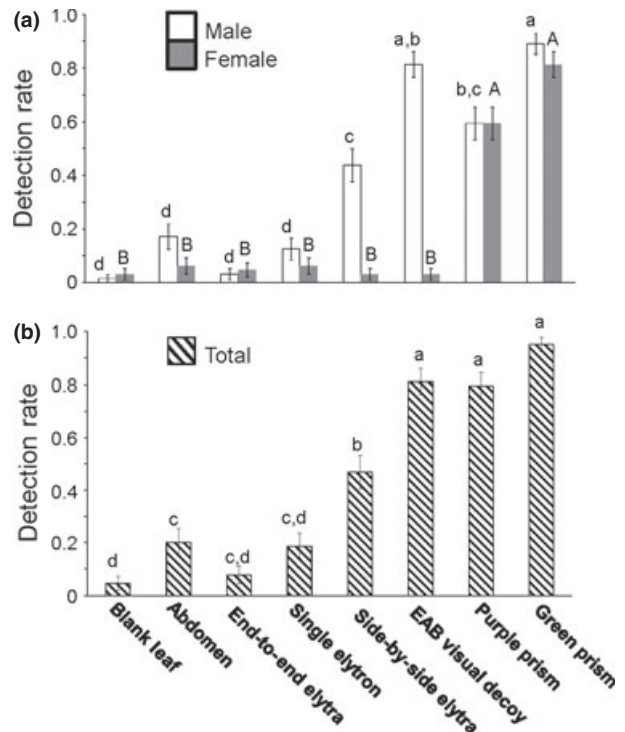 (a)
Male
Female
Detection rate
1.0
0.8
0.6
0.4
0.2
0
d B
d B
d B
d B
c B
a,b B
b,c A
a A
(b)
Total
Detection rate
1.0
0.8
0.6
0.4
0.2
0
d
c
c,d
c,d
b
a
a
a
Blank leaf
Abdomen
End-to-end elytra
Single elytron
Side-by-side elytra
EAB visual decoy
Purple prism
Green prism